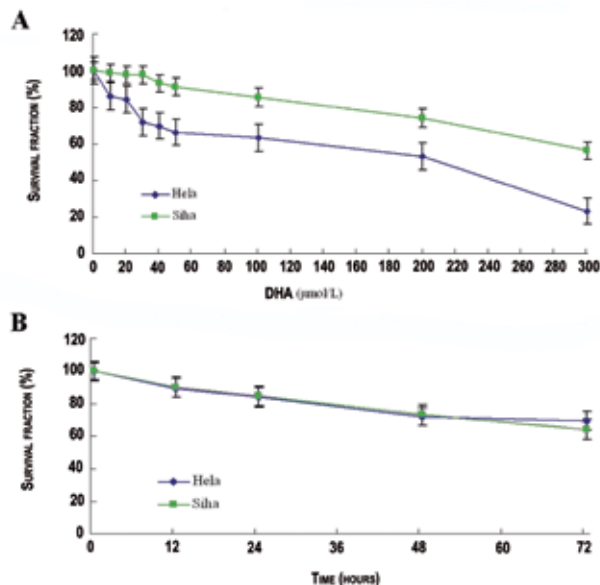 A
120
100
80
60
40
20
0
SURVIVAL FRACTION (%)
Hela
Siha
0 20 40 60 80 100 120 140 160 180 200 220 240 260 280 300
DHA (μmol/L)
B
120
100
80
60
40
20
0
SURVIVAL FRACTION (%)
Hela
Siha
0 12 24 36 48 60 72
TIME (HOURS)